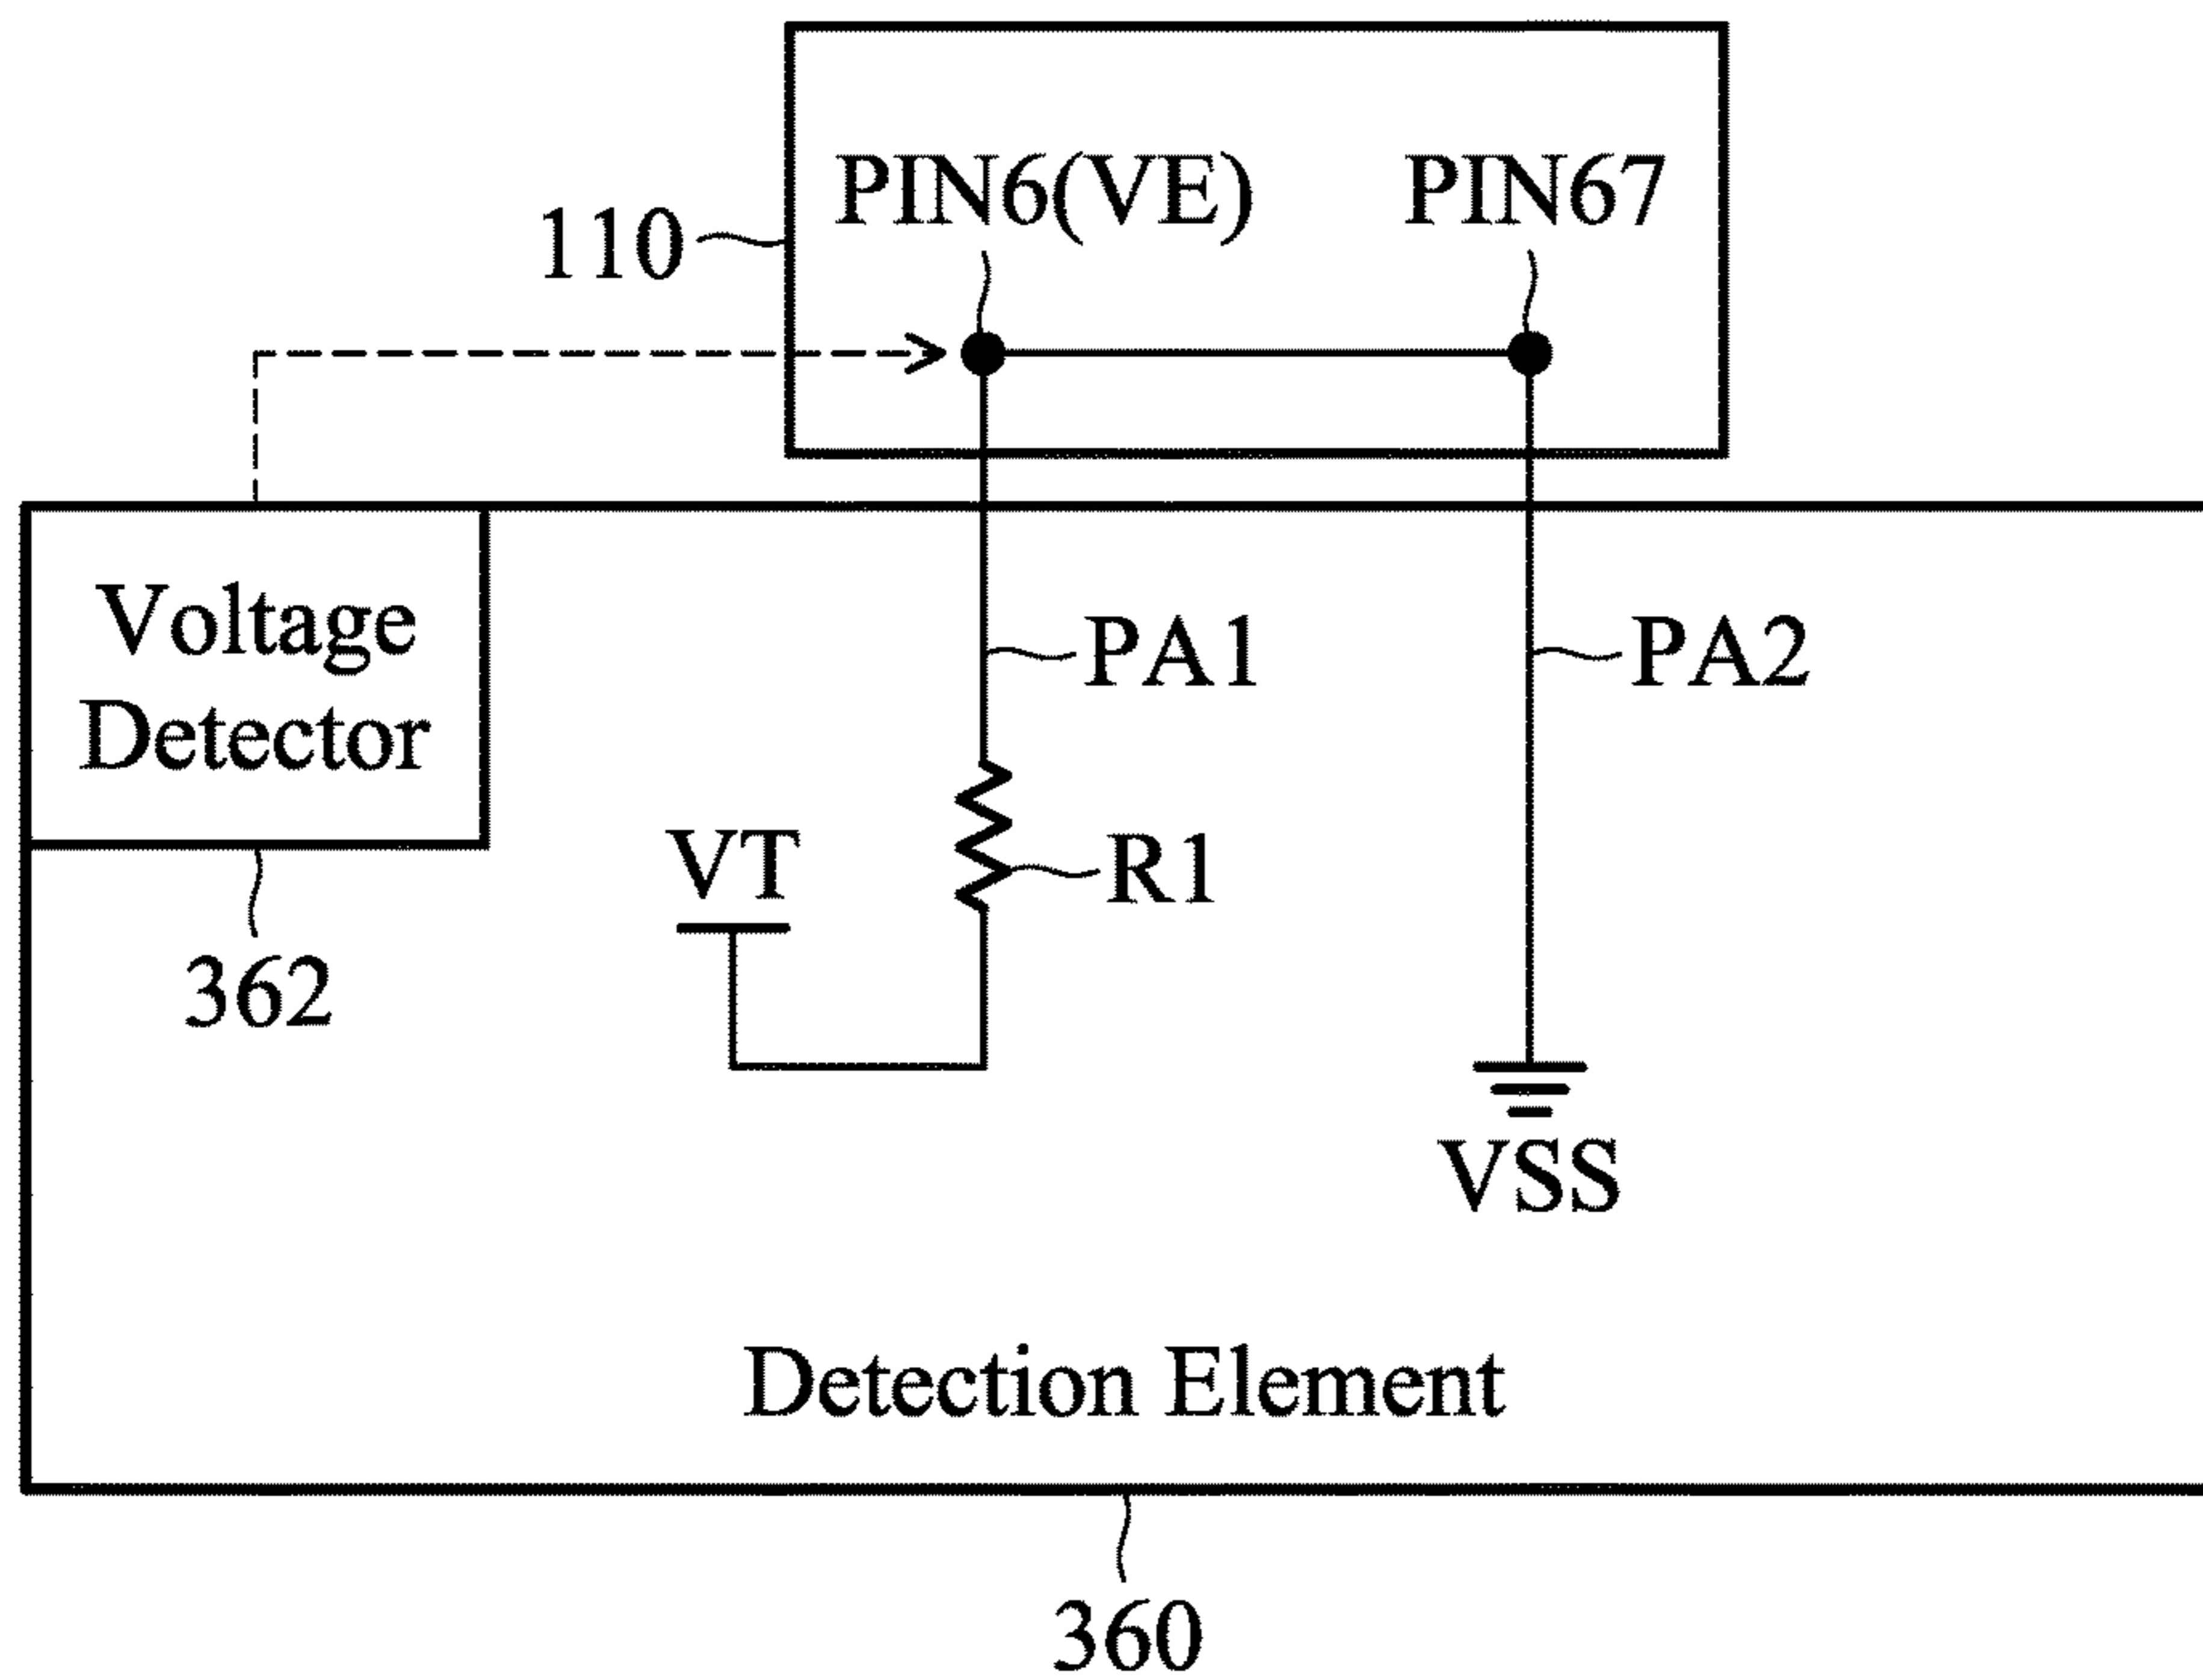 PIN6(VE) PIN67
110
Voltage
Detector
PA1
PA2
VT
R1
362
VSS
Detection Element
360